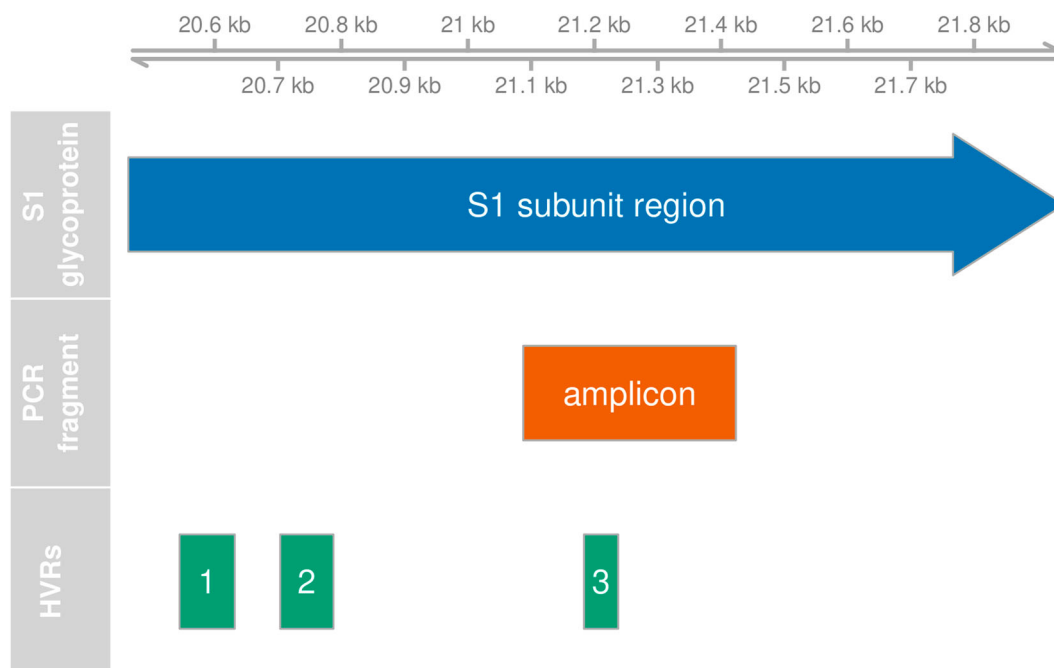 20.6 kb 20.8 kb 21 kb 21.2 kb 21.4 kb 21.6 kb 21.8 kb
20.7 kb 20.9 kb 21.1 kb 21.3 kb 21.5 kb 21.7 kb
S1
glycoprotein
S1 subunit region
PCR
fragment
amplicon
HVRs
1 2 3